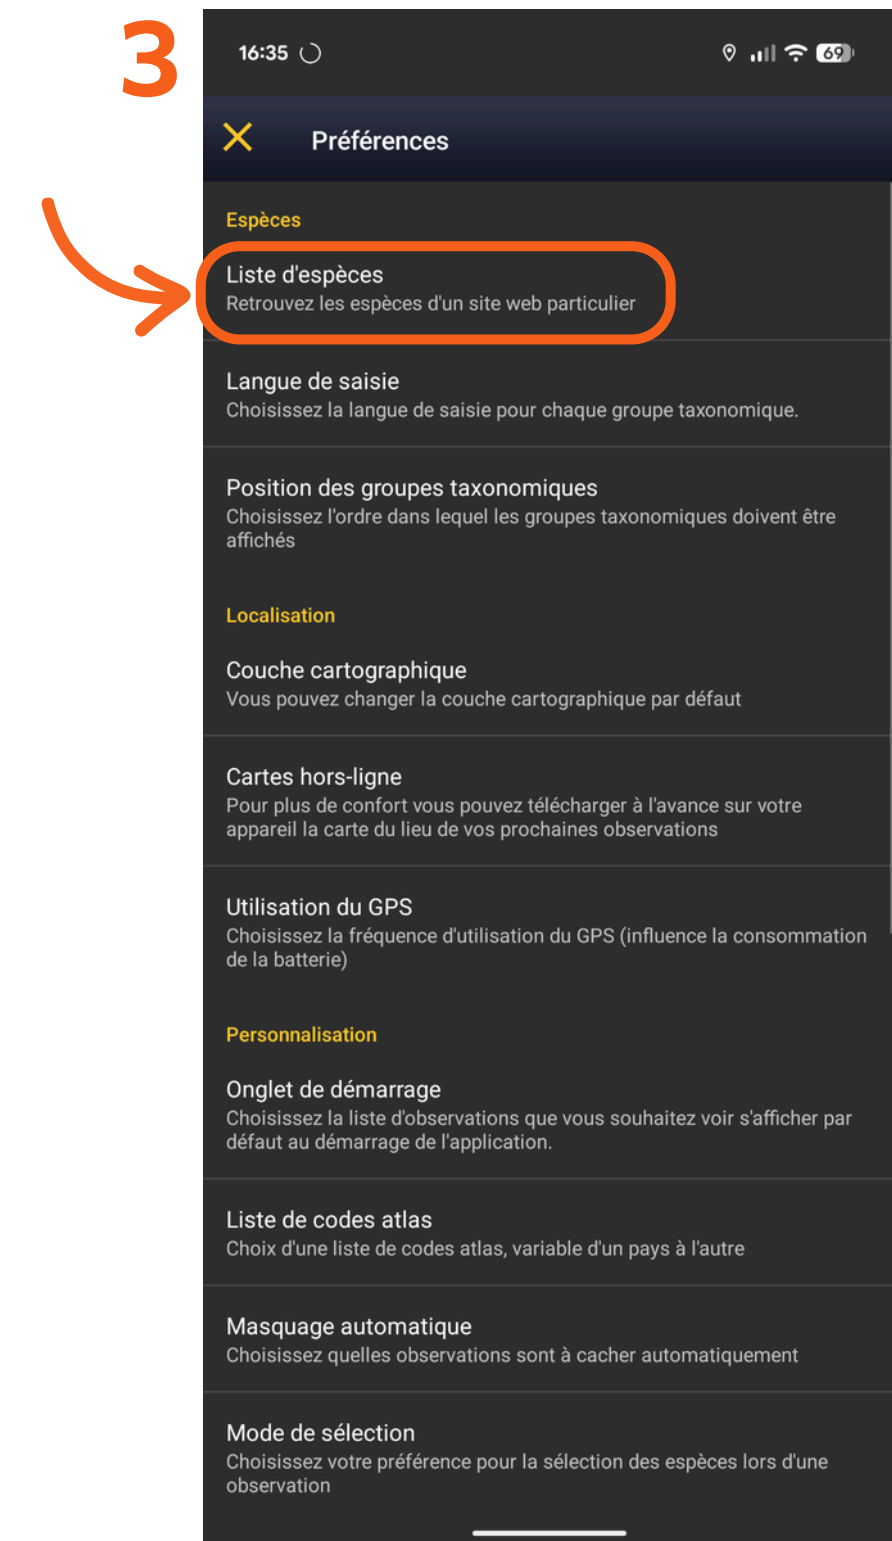 3
16:35
69
Préférences
Espèces
Liste d'espèces
Retrouvez les espèces d'un site web particulier
Langue de saisie
Choisissez la langue de saisie pour chaque groupe taxonomique.
Position des groupes taxonomiques
Choisissez l'ordre dans lequel les groupes taxonomiques doivent être
affichés
Localisation
Couche cartographique
Vous pouvez changer la couche cartographique par défaut
Cartes hors-ligne
Pour plus de confort vous pouvez télécharger à l'avance sur votre
appareil la carte du lieu de vos prochaines observations
Utilisation du GPS
Choisissez la fréquence d'utilisation du GPS (influence la consommation
de la batterie)
Personnalisation
Onglet de démarrage
Choisissez la liste d'observations que vous souhaitez voir s'afficher par
défaut au démarrage de l'application.
Liste de codes atlas
Choix d'une liste de codes atlas, variable d'un pays à l'autre
Masquage automatique
Choisissez quelles observations sont à cacher automatiquement
Mode de sélection
Choisissez votre préférence pour la sélection des espèces lors d'une
observation